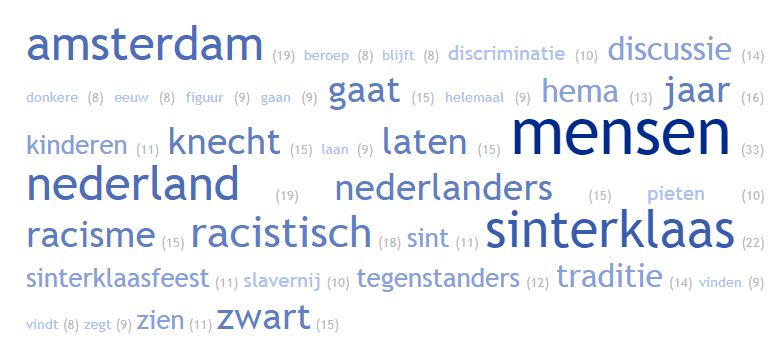 amsterdam (19) beroep (8) blijft (8) discriminatie (10) discussie (14)
donkere (8) eeuw (8) figuur (9) gaan (9) gaat (15) helemaal (9) hema (13) jaar (16)
kinderen (11) knecht (15) laan (9) laten (15) mensen (33)
nederland (19) nederlanders (15) pieten (10)
racisme (15) racistisch (18) sint (11) sinterklaas (22)
sinterklaasfeest (11) slavernij (10) tegenstanders (12) traditie (14) vinden (9)
vindt (8) zegt (9) zien (11) zwart (15)